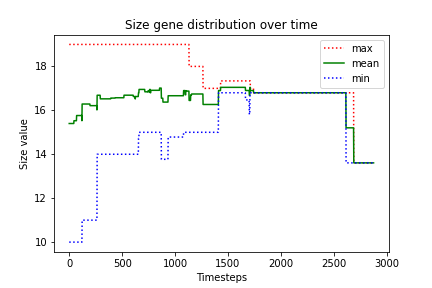 Size gene distribution over time
max
mean
min
Size value
18
16
14
12
10
0
500
1000
1500
2000
2500
3000
Timesteps